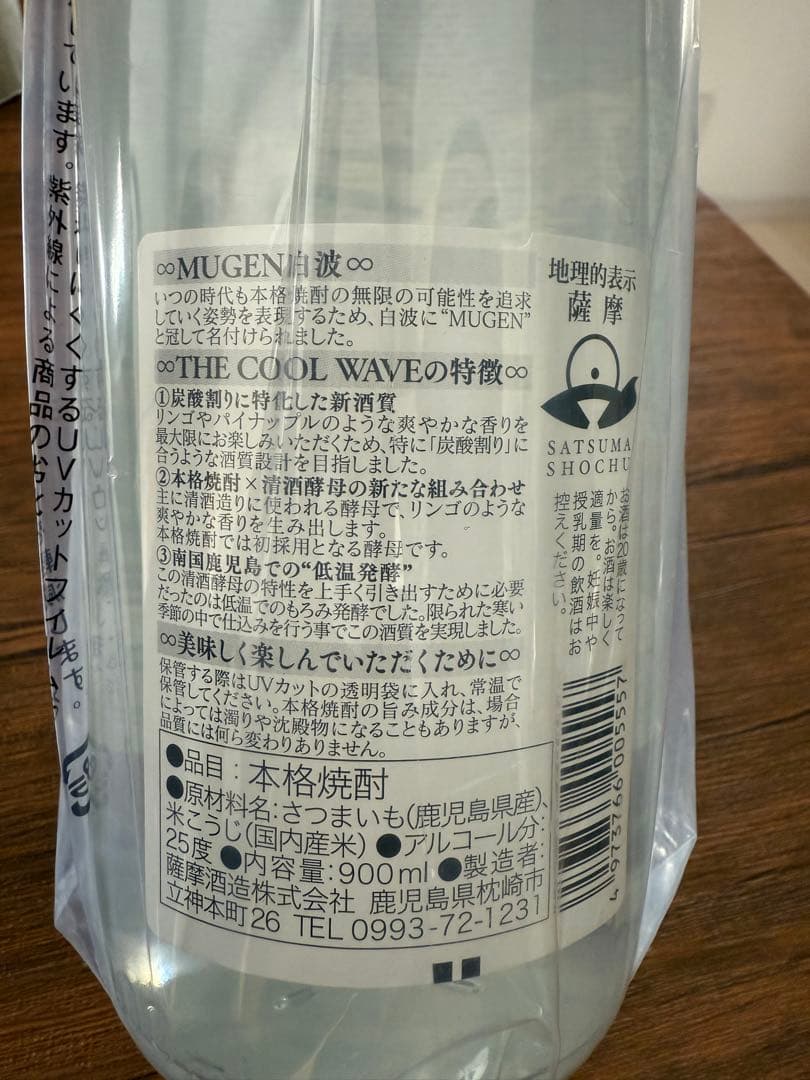 ∞MUGEN白波∞
いつの時代も本格焼酎の無限の可能性を追求
していく姿勢を表現するため、白波に“MUGEN”
と冠して名付けられました。
∞THE COOL WAVEの特徴∞
①炭酸割りに特化した新酒質
リンゴやパイナップルのような爽やかな香りを
最大限にお楽しみいただくため、特に「炭酸割り」に
合うような酒質設計を目指しました。
②本格焼酎×清酒酵母の新たな組み合わせ
主に清酒造りに使われる酵母で、リンゴのような
爽やかな香りを生み出します。
本格焼酎では初採用となる酵母です。
③南国鹿児島での“低温発酵”
この清酒酵母の特性を上手く引き出すために必要
だったのは低温でのもろみ発酵でした。限られた寒い
季節の中で仕込みを行う事でこの酒質を実現しました。
∞美味しく楽しんでいただくために∞
保管する際はUVカットの透明袋に入れ、常温で
保管してください。本格焼酎の旨み成分は、場合
によっては濁りや沈殿物になることもありますが、
品質には何ら変わりありません。
●品目：本格焼酎
●原材料名：さつまいも(鹿児島県産)、
米こうじ(国内産米) ●アルコール分：
25度 ●内容量：900ml ●製造者：
薩摩酒造株式会社 鹿児島県枕崎市
立神本町26 TEL 0993-72-1231
地理的表示
薩摩
SATSUMA
SHOCHU
お酒は20歳になって
から。お酒は楽しく
適量を。妊娠中や
授乳期の飲酒はお
控えください。
4 973766 005557
しています。紫外線による商品の劣
にくくするUVカットフィルム